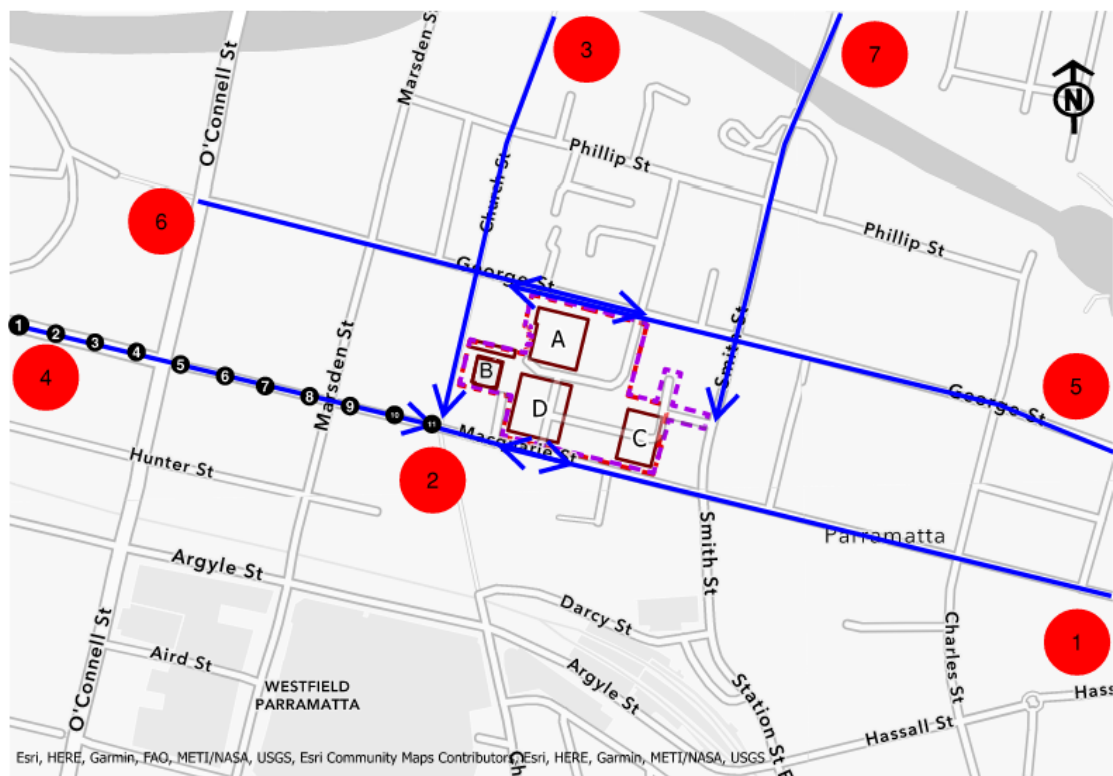 O'Connell St
Marsden St
3
7
N
Phillip St
Church St
6
Phillip St
George St
A
Smith St
1
2
3
4
5
6
7
8
9
10
11
4
Marsden St
B
D
C
5
George St
Macquarie St
Hunter St
2
Smith St
Parramatta
Argyle St
Darcy St
1
Charles St
O'Connell St
Aird St
WESTFIELD
PARRAMATTA
Argyle St
Station St
Hassall St
Hass
Ch
Esri, HERE, Garmin, FAO, METI/NASA, USGS, Esri Community Maps Contributors, Esri, HERE, Garmin, METI/NASA, USGS